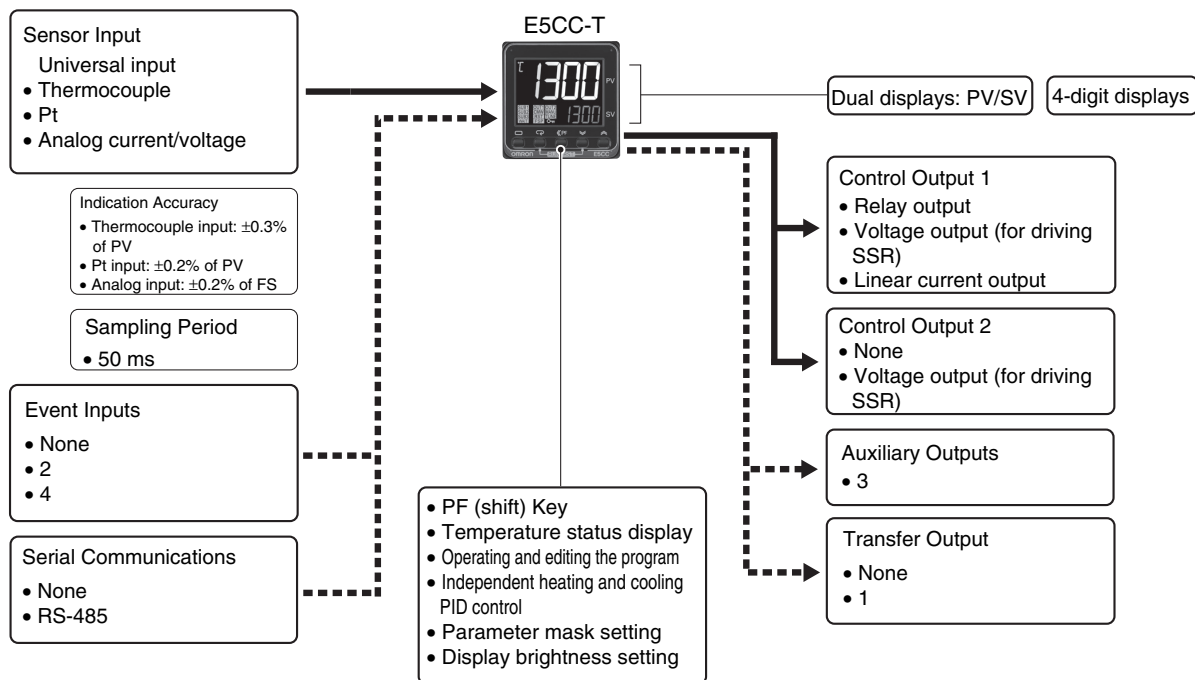 E5CC-T
Sensor Input
Universal input
• Thermocouple
• Pt
• Analog current/voltage
Indication Accuracy
• Thermocouple input: ±0.3%
of PV
• Pt input: ±0.2% of PV
• Analog input: ±0.2% of FS
Sampling Period
• 50 ms
Event Inputs
• None
• 2
• 4
Serial Communications
• None
• RS-485
1300
PV
1300
SV
PF
OMRON
E5CC
• PF (shift) Key
• Temperature status display
• Operating and editing the program
• Independent heating and cooling
PID control
• Parameter mask setting
• Display brightness setting
Dual displays: PV/SV
4-digit displays
Control Output 1
• Relay output
• Voltage output (for driving
SSR)
• Linear current output
Control Output 2
• None
• Voltage output (for driving
SSR)
Auxiliary Outputs
• 3
Transfer Output
• None
• 1